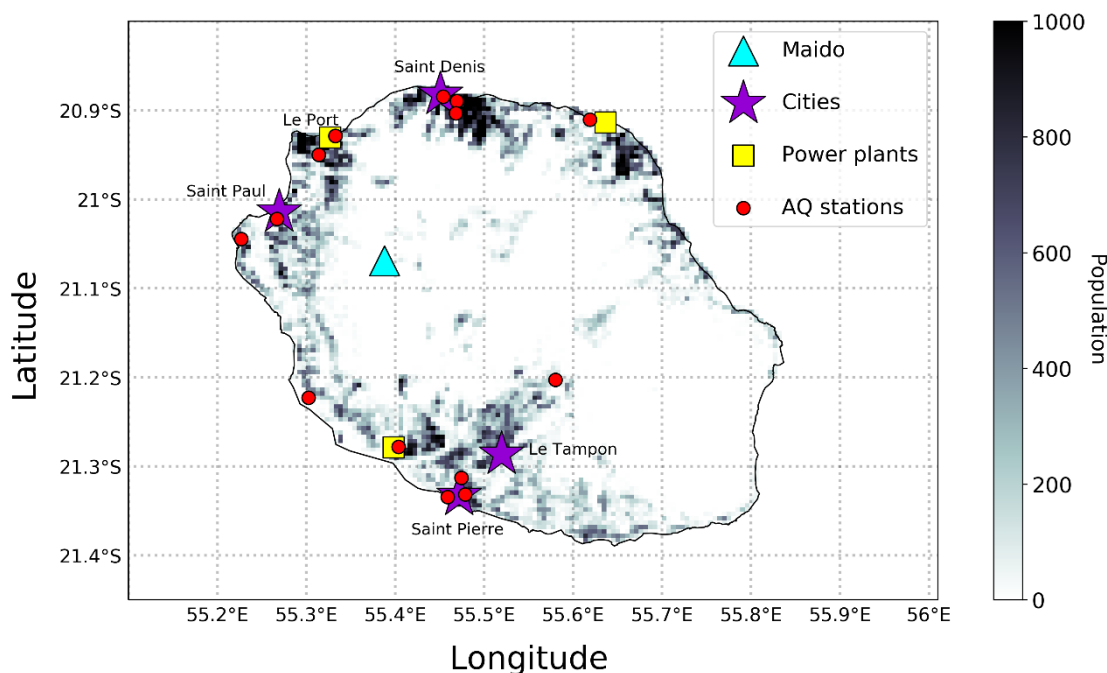 Maido
Cities
Power plants
AQ stations
Saint Denis
Le Port
Saint Paul
Le Tampon
Saint Pierre
20.9°S
21°S
21.1°S
21.2°S
21.3°S
21.4°S
Latitude
55.2°E
55.3°E
55.4°E
55.5°E
55.6°E
55.7°E
55.8°E
55.9°E
56°E
Longitude
1000
800
600
400
200
0
Population